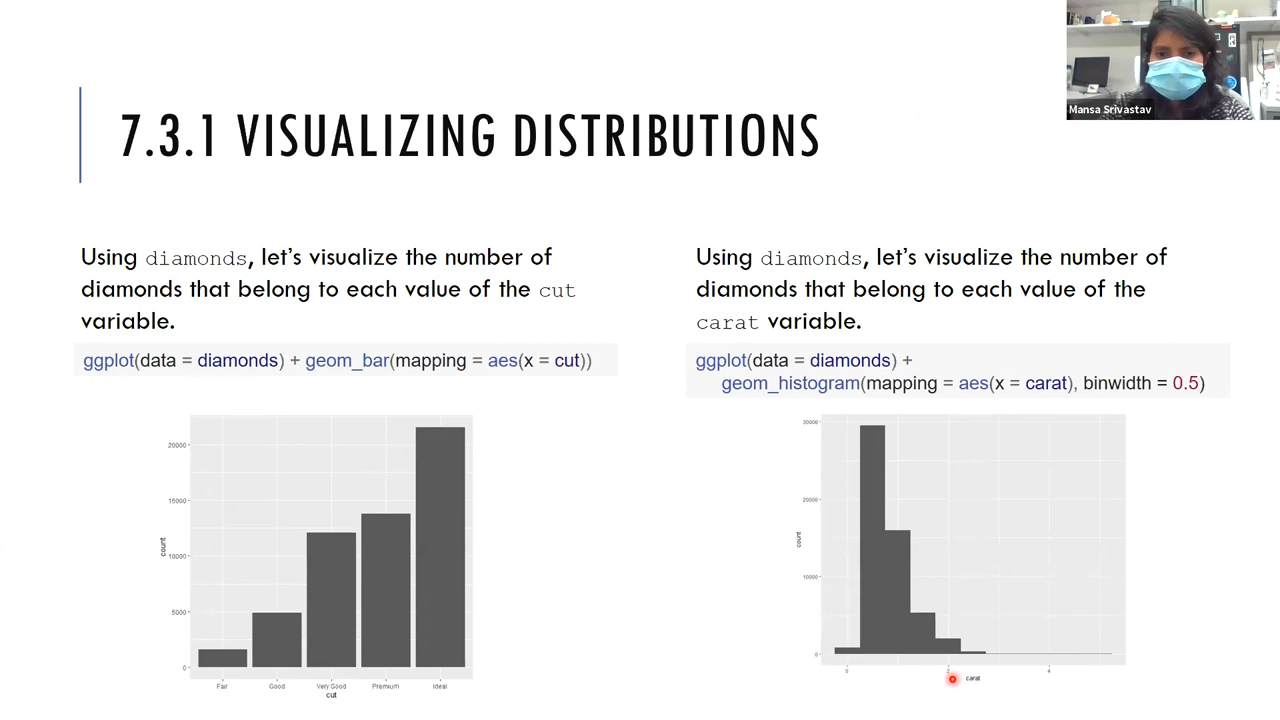 Mansa Srivastav
7.3.1 VISUALIZING DISTRIBUTIONS
Using diamonds, let's visualize the number of
diamonds that belong to each value of the cut
variable.
ggplot(data = diamonds) + geom_bar(mapping = aes(x = cut))
20000
15000
10000
5000
0
count
Fair Good Very Good Premium Ideal
cut
Using diamonds, let's visualize the number of
diamonds that belong to each value of the
carat variable.
ggplot(data = diamonds) +
geom_histogram(mapping = aes(x = carat), binwidth = 0.5)
30000
20000
10000
0
count
0 2 4
carat